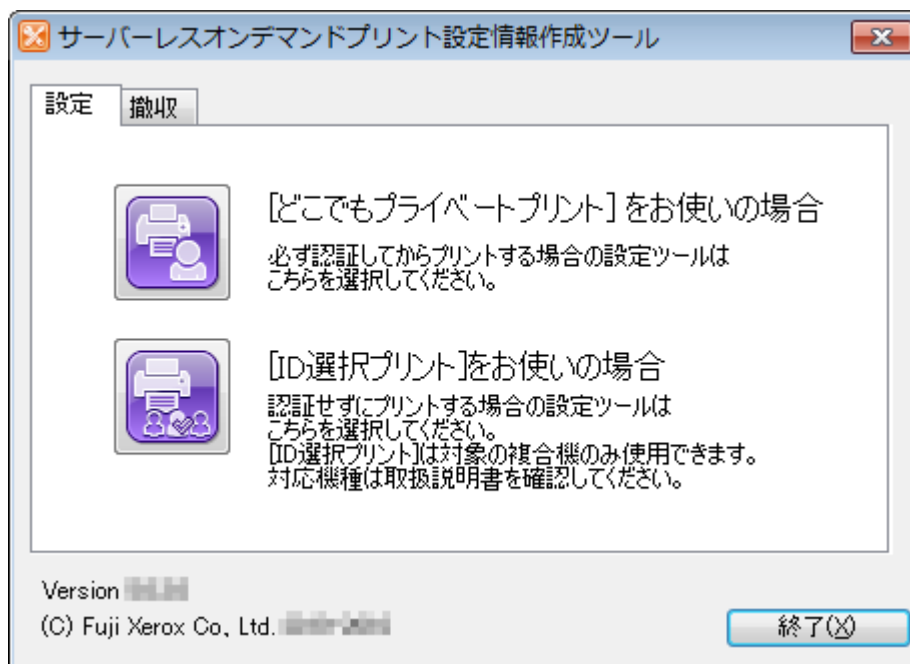 サーバーレスオンデマンドプリント設定情報作成ツール
設定
撤収
[どこでもプライベートプリント]をお使いの場合
必ず認証してからプリントする場合の設定ツールは
こちらを選択してください。
[ID選択プリント]をお使いの場合
認証せずにプリントする場合の設定ツールは
こちらを選択してください。
[ID選択プリント]は対象の複合機のみ使用できます。
対応機種は取扱説明書を確認してください。
Version
(C) Fuji Xerox Co, Ltd.
終了(X)